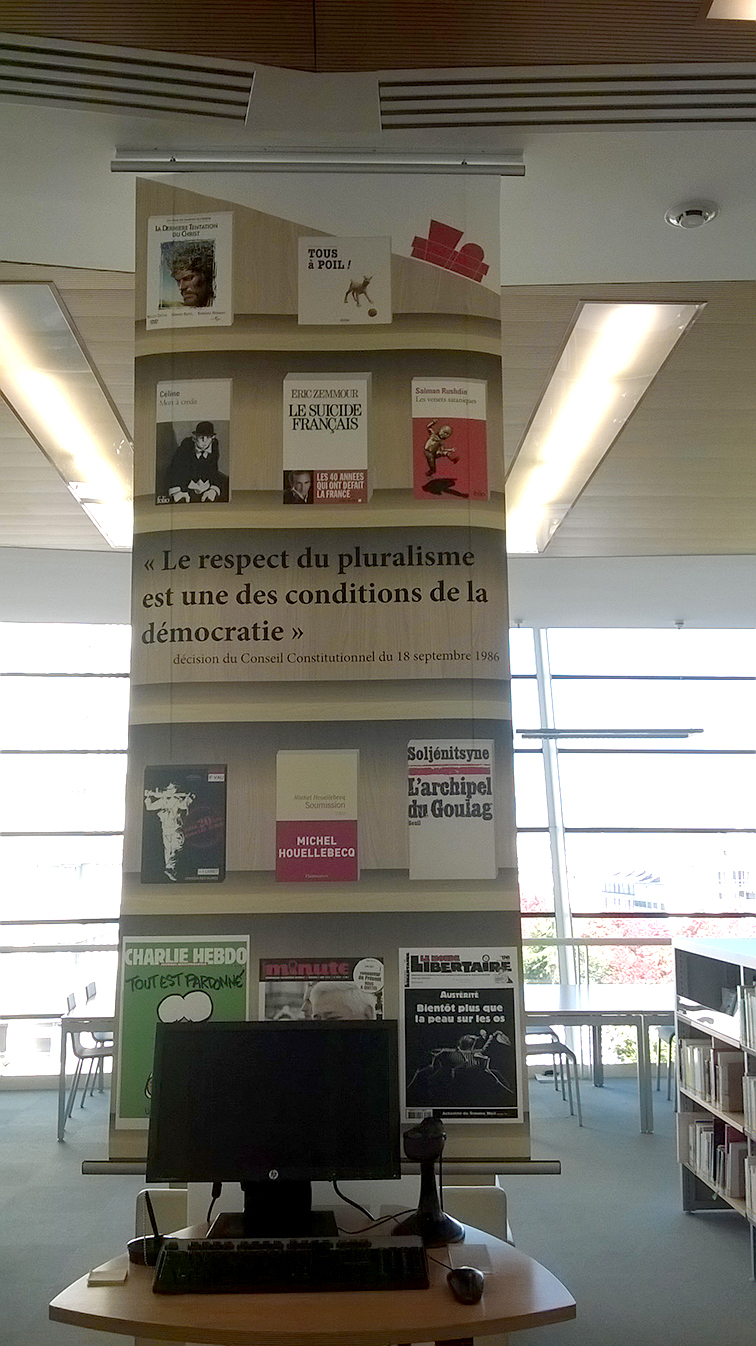 LA DERNIÈRE TENTATION
DU CHRIST
TOUS
à POIL !
Céline
Mort à crédit
folio
ERIC ZEMMOUR
LE SUICIDE
FRANÇAIS
LES 40 ANNÉES
QUI ONT DÉFAIT
LA FRANCE
Salman Rushdie
Les versets sataniques
folio
« Le respect du pluralisme
est une des conditions de la
démocratie »
décision du Conseil Constitutionnel du 18 septembre 1986
Michel Houellebecq
Soumission
MICHEL
HOUELLEBECQ
Flammarion
Soljénitsyne
L'archipel
du Goulag
Seuil
CHARLIE HEBDO
TOUT EST PARDONNÉ
minute
LE MONDE
LIBERTAIRE
AUSTÉRITÉ
Bientôt plus que
la peau sur les os
hp